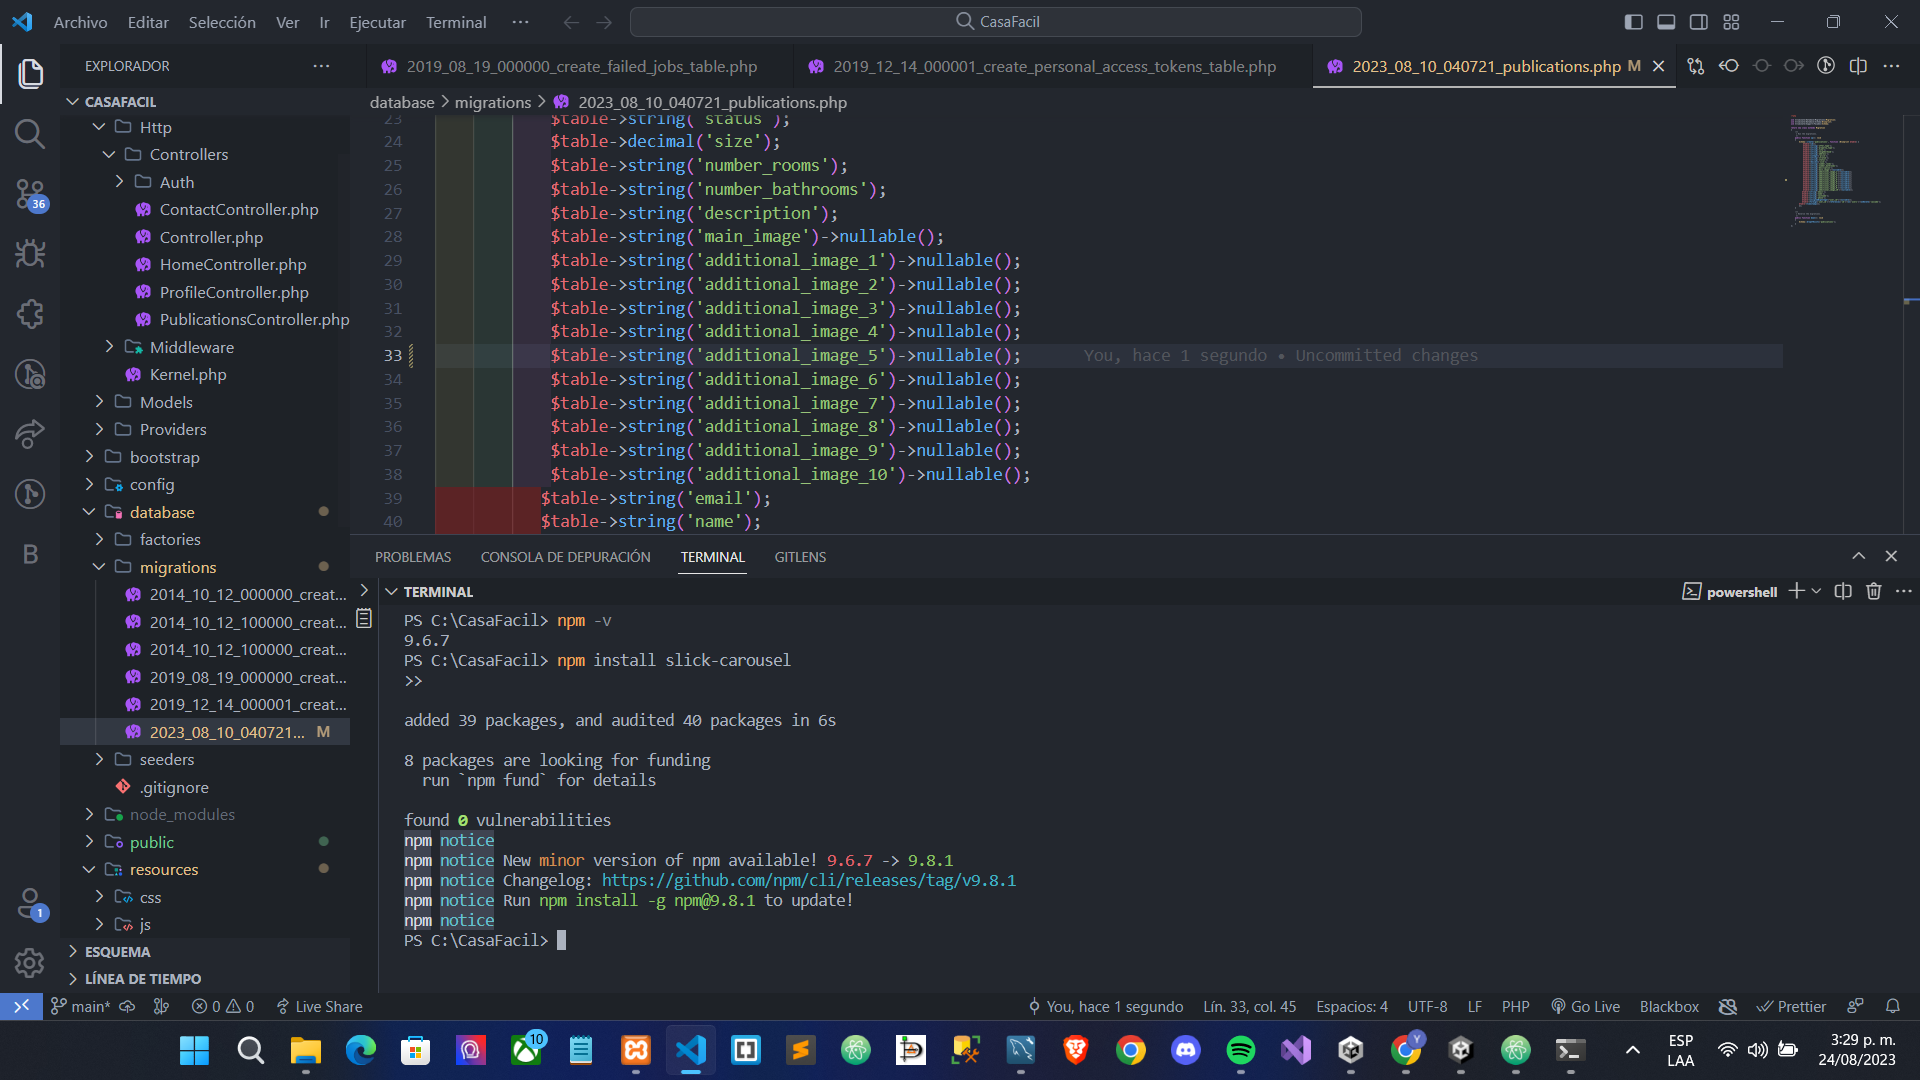 Archivo Editar Selección Ver Ir Ejecutar Terminal ··· CasaFacil
EXPLORADOR ···
CASAFACIL
Http
Controllers
Auth
ContactController.php
Controller.php
HomeController.php
ProfileController.php
PublicationsController.php
Middleware
Kernel.php
Models
Providers
bootstrap
config
database
factories
migrations
2014_10_12_000000_creat...
2014_10_12_100000_creat...
2014_10_12_100000_creat...
2019_08_19_000000_creat...
2019_12_14_000001_creat...
2023_08_10_040721... M
seeders
.gitignore
node_modules
public
resources
css
js
ESQUEMA
LÍNEA DE TIEMPO
36
B
1
2019_08_19_000000_create_failed_jobs_table.php 2019_12_14_000001_create_personal_access_tokens_table.php 2023_08_10_040721_publications.php M
database > migrations > 2023_08_10_040721_publications.php
23 $table->string('status');
24 $table->decimal('size');
25 $table->string('number_rooms');
26 $table->string('number_bathrooms');
27 $table->string('description');
28 $table->string('main_image')->nullable();
29 $table->string('additional_image_1')->nullable();
30 $table->string('additional_image_2')->nullable();
31 $table->string('additional_image_3')->nullable();
32 $table->string('additional_image_4')->nullable();
33 $table->string('additional_image_5')->nullable(); You, hace 1 segundo • Uncommitted changes
34 $table->string('additional_image_6')->nullable();
35 $table->string('additional_image_7')->nullable();
36 $table->string('additional_image_8')->nullable();
37 $table->string('additional_image_9')->nullable();
38 $table->string('additional_image_10')->nullable();
39 $table->string('email');
40 $table->string('name');
PROBLEMAS CONSOLA DE DEPURACIÓN TERMINAL GITLENS
TERMINAL powershell
PS C:\CasaFacil> npm -v
9.6.7
PS C:\CasaFacil> npm install slick-carousel
>>
added 39 packages, and audited 40 packages in 6s
8 packages are looking for funding
run `npm fund` for details
found 0 vulnerabilities
npm notice
npm notice New minor version of npm available! 9.6.7 -> 9.8.1
npm notice Changelog: https://github.com/npm/cli/releases/tag/v9.8.1
npm notice Run npm install -g npm@9.8.1 to update!
npm notice
PS C:\CasaFacil>
main* 0 0 Live Share You, hace 1 segundo Lín. 33, col. 45 Espacios: 4 UTF-8 LF PHP Go Live Blackbox Prettier
10
Y
ESP
LAA
3:29 p. m.
24/08/2023